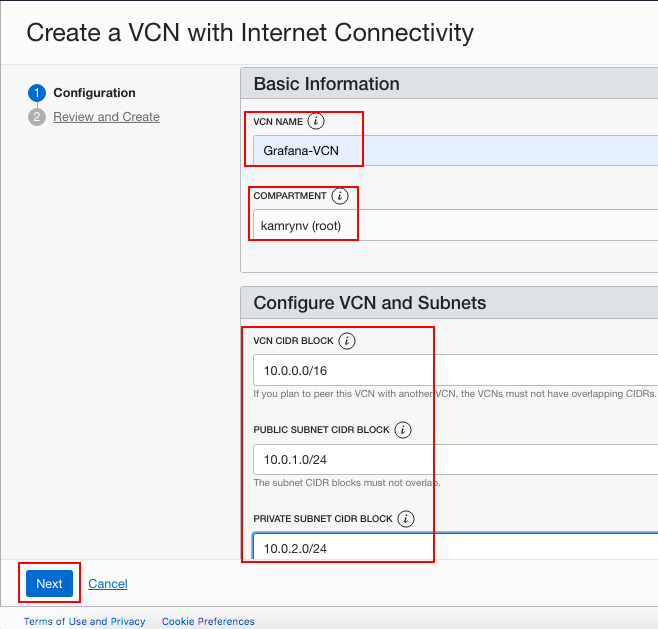 Create a VCN with Internet Connectivity
1 Configuration
2 Review and Create
Basic Information
VCN NAME i
Grafana-VCN
COMPARTMENT i
kamrynv (root)
Configure VCN and Subnets
VCN CIDR BLOCK i
10.0.0.0/16
If you plan to peer this VCN with another VCN, the VCNs must not have overlapping CIDRs.
PUBLIC SUBNET CIDR BLOCK i
10.0.1.0/24
The subnet CIDR blocks must not overlap.
PRIVATE SUBNET CIDR BLOCK i
10.0.2.0/24
Next Cancel
Terms of Use and Privacy Cookie Preferences